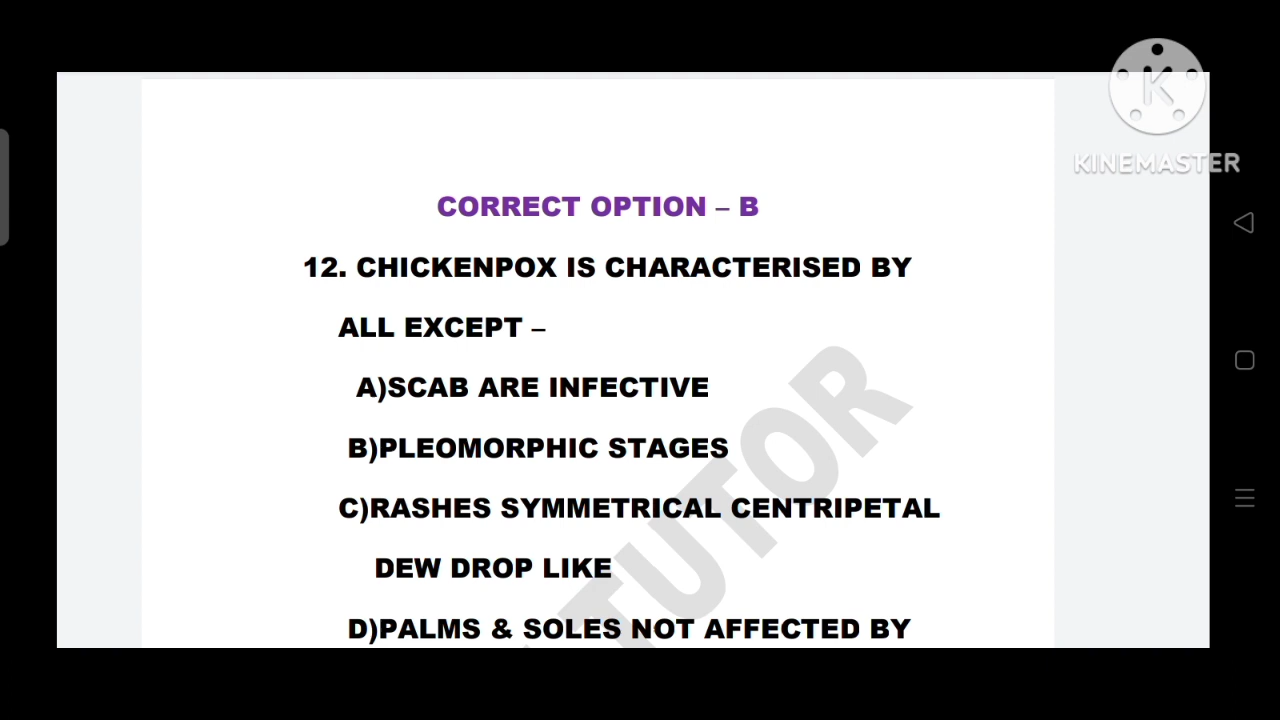 KINEMASTER
CORRECT OPTION – B
12. CHICKENPOX IS CHARACTERISED BY
ALL EXCEPT –
A)SCAB ARE INFECTIVE
B)PLEOMORPHIC STAGES
C)RASHES SYMMETRICAL CENTRIPETAL
DEW DROP LIKE
D)PALMS & SOLES NOT AFFECTED BY
TUTOR